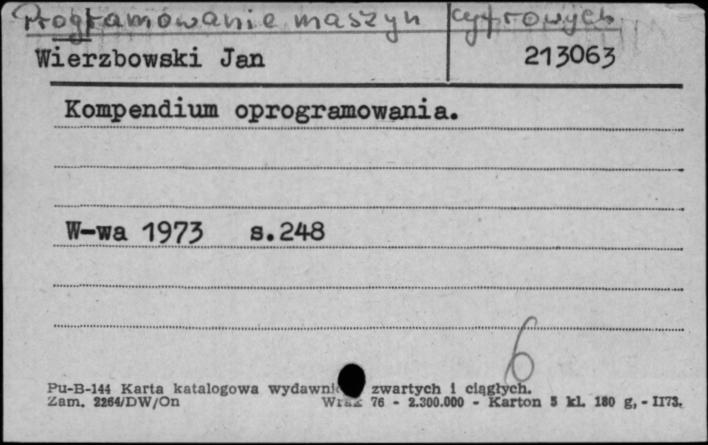 Programowanie maszyn cyfrowych
Wierzbowski Jan 213063
Kompendium oprogramowania.
W-wa 1973 s.248
6
Pu-B-144 Karta katalogowa wydawni zwartych i ciągłych.
Zam. 2264/DW/On 76 - 2.300.000 - Karton 5 kl. 180 g, - II73.